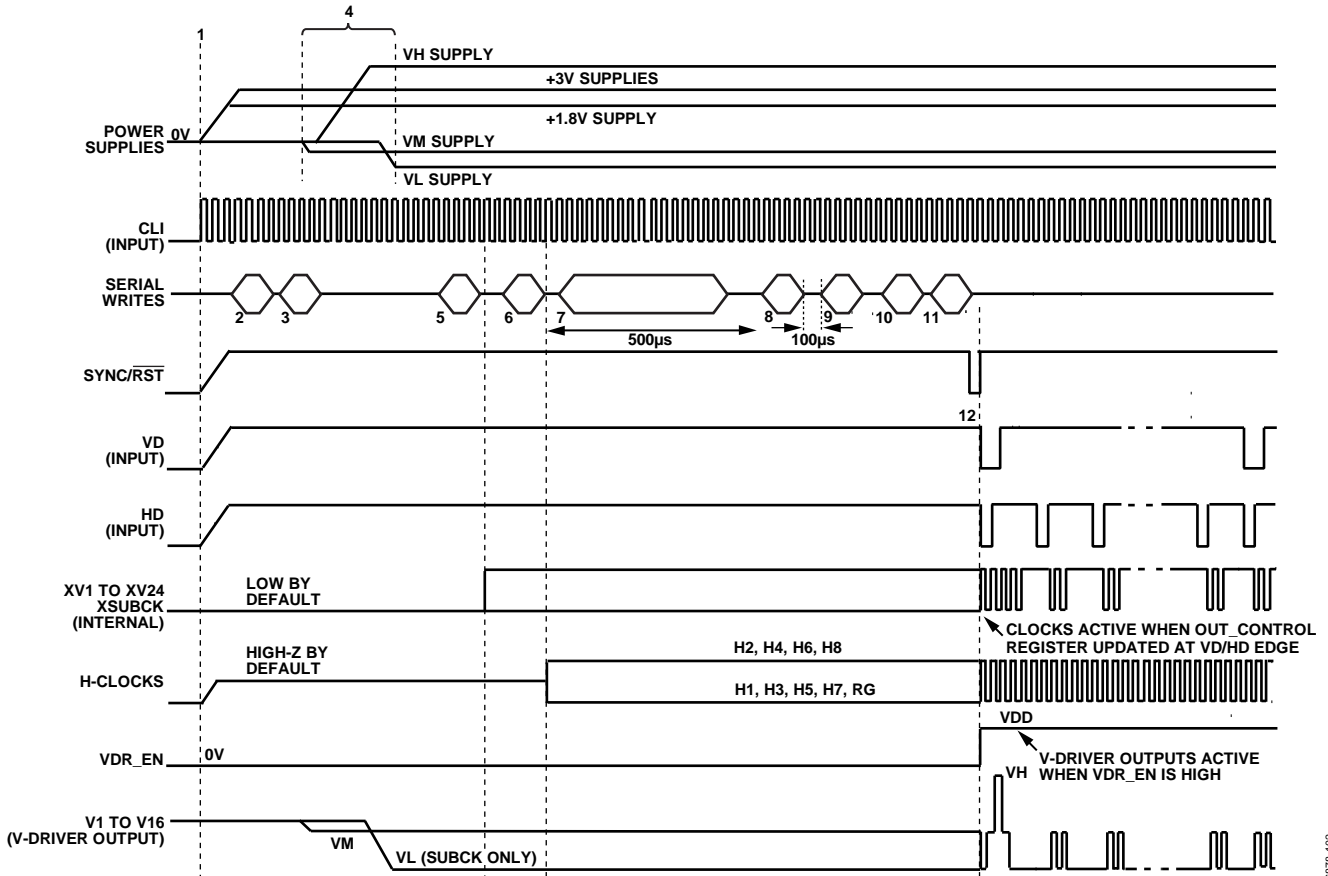 4
1
VH SUPPLY
+3V SUPPLIES
+1.8V SUPPLY
POWER SUPPLIES
0V
VM SUPPLY
VL SUPPLY
CLI
(INPUT)
SERIAL
WRITES
2
3
5
6
7
8
9
10
11
500µs
100µs
SYNC/RST
12
VD
(INPUT)
HD
(INPUT)
XV1 TO XV24
XSUBCK
(INTERNAL)
LOW BY
DEFAULT
CLOCKS ACTIVE WHEN OUT_CONTROL
REGISTER UPDATED AT VD/HD EDGE
H-CLOCKS
HIGH-Z BY
DEFAULT
H2, H4, H6, H8
H1, H3, H5, H7, RG
VDD
VDR_EN
0V
V-DRIVER OUTPUTS ACTIVE
WHEN VDR_EN IS HIGH
VH
V1 TO V16
(V-DRIVER OUTPUT)
VM
VL (SUBCK ONLY)